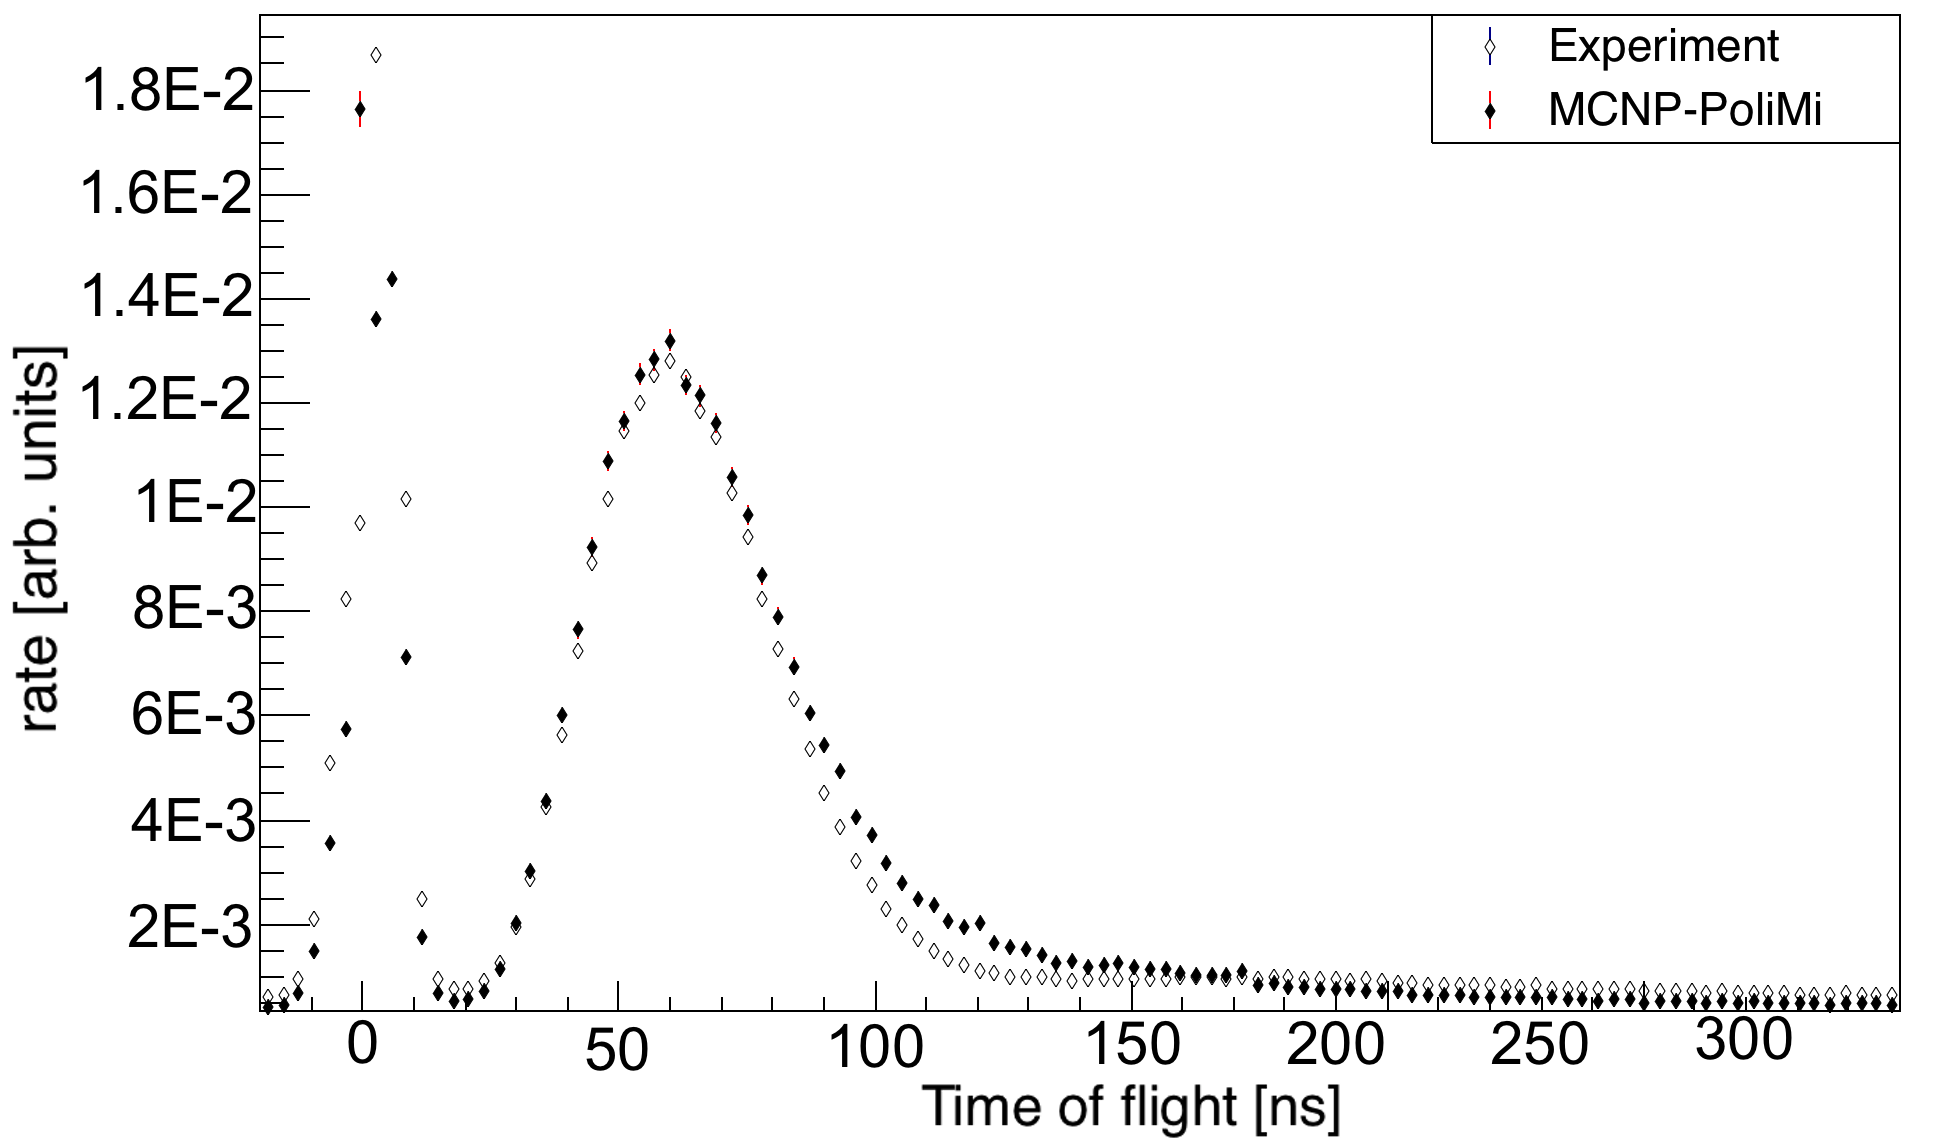 Experiment
MCNP-PoliMi
1.8E-2
1.6E-2
1.4E-2
1.2E-2
1E-2
8E-3
6E-3
4E-3
2E-3
rate [arb. units]
0 50 100 150 200 250 300
Time of flight [ns]